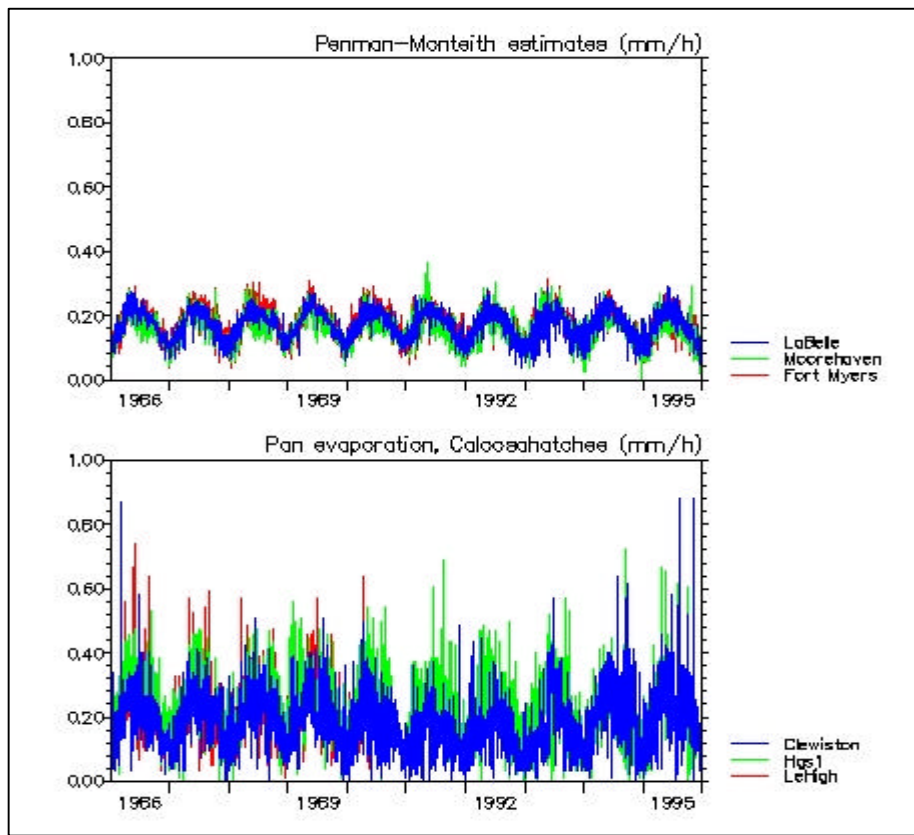 Penman-Monteith estimates (mm/h)
1.00
0.80
0.60
0.40
0.20
0.00
1986
1989
1992
1995
LaBelle
Moorehaven
Fort Myers
Pan evaporation, Caloosahatchee (mm/h)
1.00
0.80
0.60
0.40
0.20
0.00
1986
1989
1992
1995
Clewiston
Hgs1
LeHigh